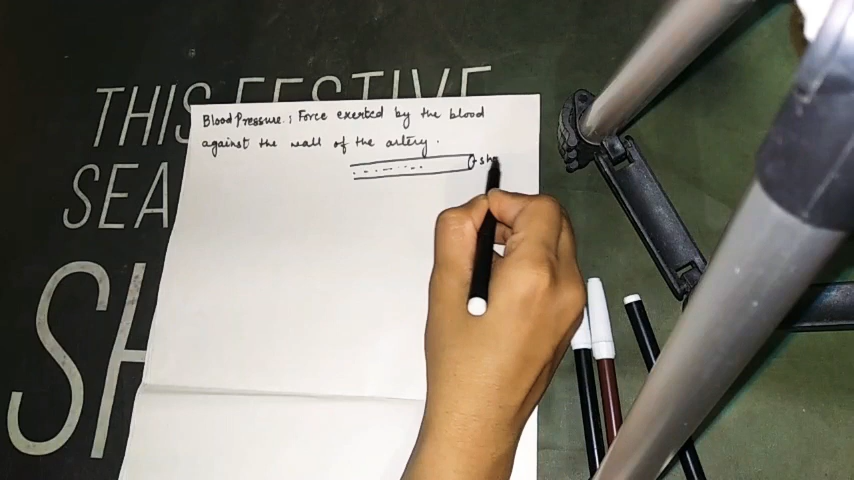 THIS FESTIVE
SEA
SH
Blood Pressure : Force exerted by the blood
against the wall of the artery.